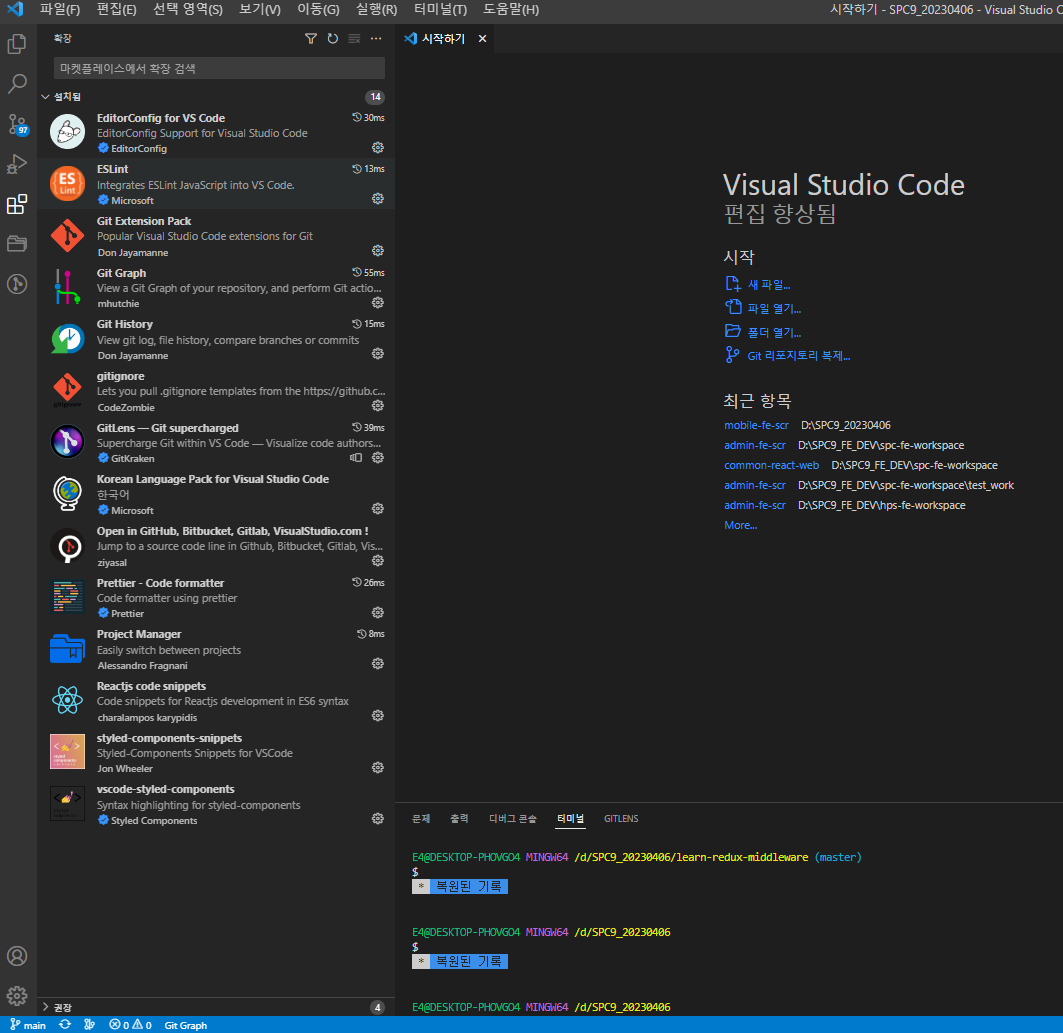 파일(F) 편집(E) 선택 영역(S) 보기(V) 이동(G) 실행(R) 터미널(T) 도움말(H) 시작하기 - SPC9_20230406 - Visual Studio C
확장
시작하기
마켓플레이스에서 확장 검색
설치됨 14
97
EditorConfig for VS Code 30ms
EditorConfig Support for Visual Studio Code
EditorConfig
ESLint 13ms
Integrates ESLint JavaScript into VS Code.
Microsoft
ES
Lint
Git Extension Pack
Popular Visual Studio Code extensions for Git
Don Jayamanne
Git Graph 55ms
View a Git Graph of your repository, and perform Git actio...
mhutchie
Git History 15ms
View git log, file history, compare branches or commits
Don Jayamanne
gitignore
Lets you pull .gitignore templates from the https://github.c...
CodeZombie
GitLens — Git supercharged 39ms
Supercharge Git within VS Code — Visualize code authors...
GitKraken
Korean Language Pack for Visual Studio Code
한국어
Microsoft
Open in GitHub, Bitbucket, Gitlab, VisualStudio.com !
Jump to a source code line in Github, Bitbucket, Gitlab, Vis...
ziyasal
Prettier - Code formatter 26ms
Code formatter using prettier
Prettier
Project Manager 8ms
Easily switch between projects
Alessandro Fragnani
Reactjs code snippets
Code snippets for Reactjs development in ES6 syntax
charalampos karypidis
styled-components-snippets
Styled-Components Snippets for VSCode
Jon Wheeler
vscode-styled-components
Syntax highlighting for styled-components
Styled Components
권장 4
Visual Studio Code
편집 향상됨
시작
새 파일...
파일 열기...
폴더 열기...
Git 리포지토리 복제...
최근 항목
mobile-fe-scr D:\SPC9_20230406
admin-fe-scr D:\SPC9_FE_DEV\spc-fe-workspace
common-react-web D:\SPC9_FE_DEV\spc-fe-workspace
admin-fe-scr D:\SPC9_FE_DEV\spc-fe-workspace\test_work
admin-fe-scr D:\SPC9_FE_DEV\hps-fe-workspace
More...
문제 출력 디버그 콘솔 터미널 GITLENS
E4@DESKTOP-PHOVGO4 MINGW64 /d/SPC9_20230406/learn-redux-middleware (master)
$
* 복원된 기록
E4@DESKTOP-PHOVGO4 MINGW64 /d/SPC9_20230406
$
* 복원된 기록
E4@DESKTOP-PHOVGO4 MINGW64 /d/SPC9_20230406
main 0 0 Git Graph